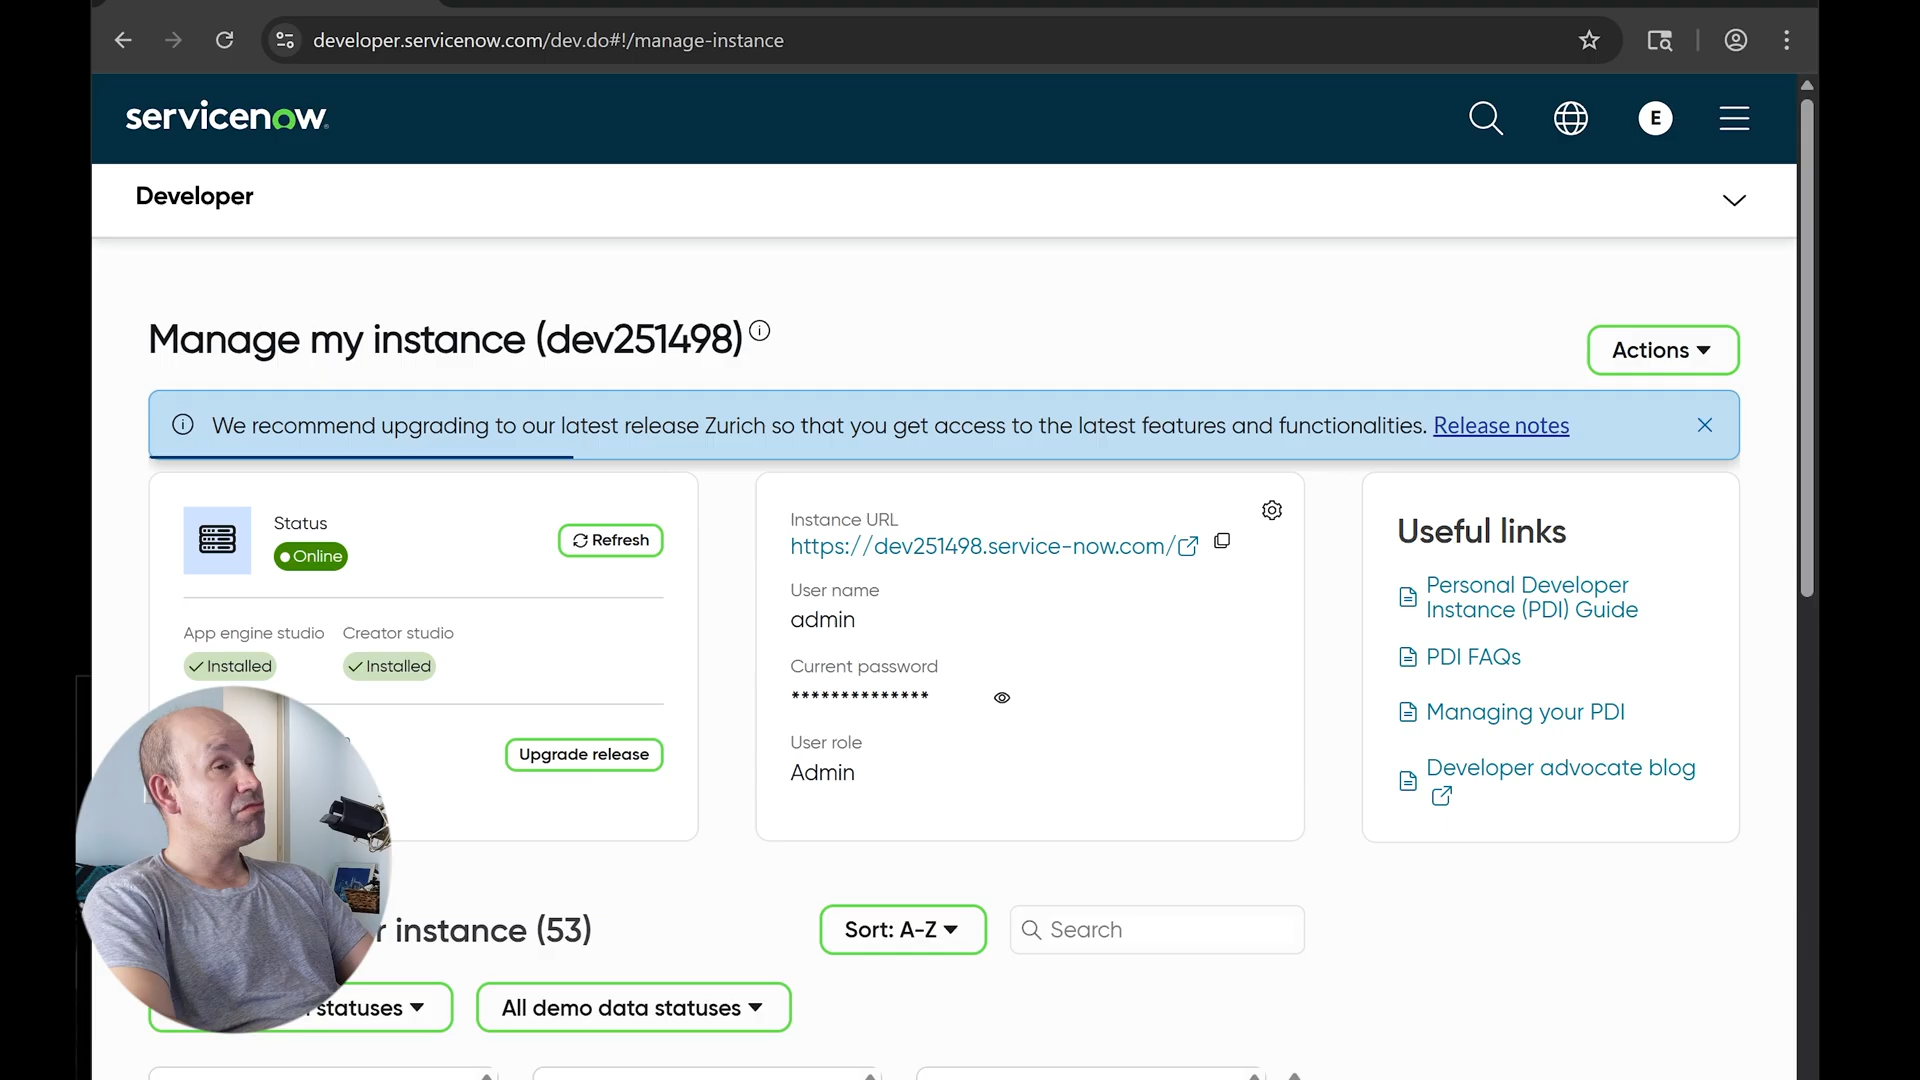 developer.servicenow.com/dev.do#!/manage-instance
servicenow
E
Developer
Manage my instance (dev251498)
Actions
We recommend upgrading to our latest release Zurich so that you get access to the latest features and functionalities. Release notes
Status
Online
Refresh
App engine studio
Creator studio
Installed
Installed
Upgrade release
Instance URL
https://dev251498.service-now.com/
User name
admin
Current password
**************
User role
Admin
Useful links
Personal Developer
Instance (PDI) Guide
PDI FAQs
Managing your PDI
Developer advocate blog
r instance (53)
Sort: A-Z
Search
statuses
All demo data statuses